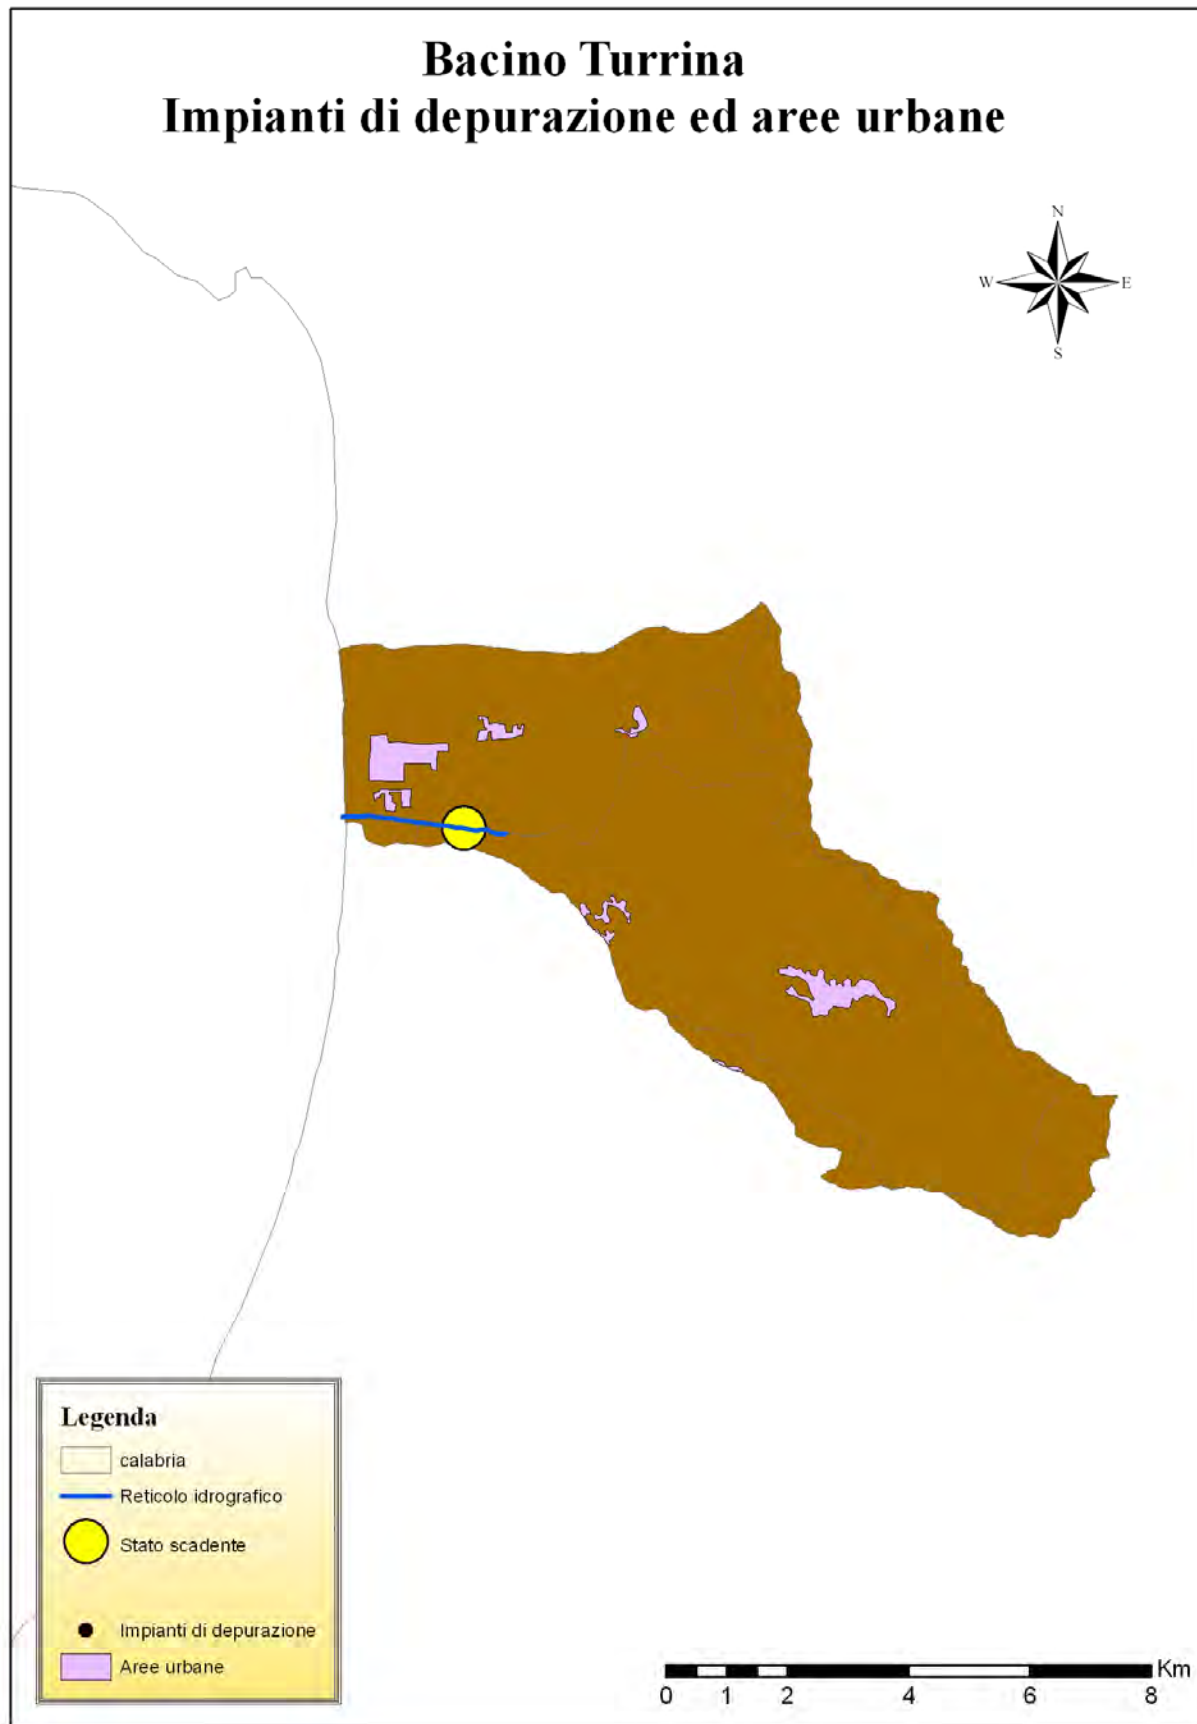 Bacino Turrina
Impianti di depurazione ed aree urbane
N
W E
S
Legenda
calabria
Reticolo idrografico
Stato scadente
Impianti di depurazione
Aree urbane
Km
0 1 2 4 6 8